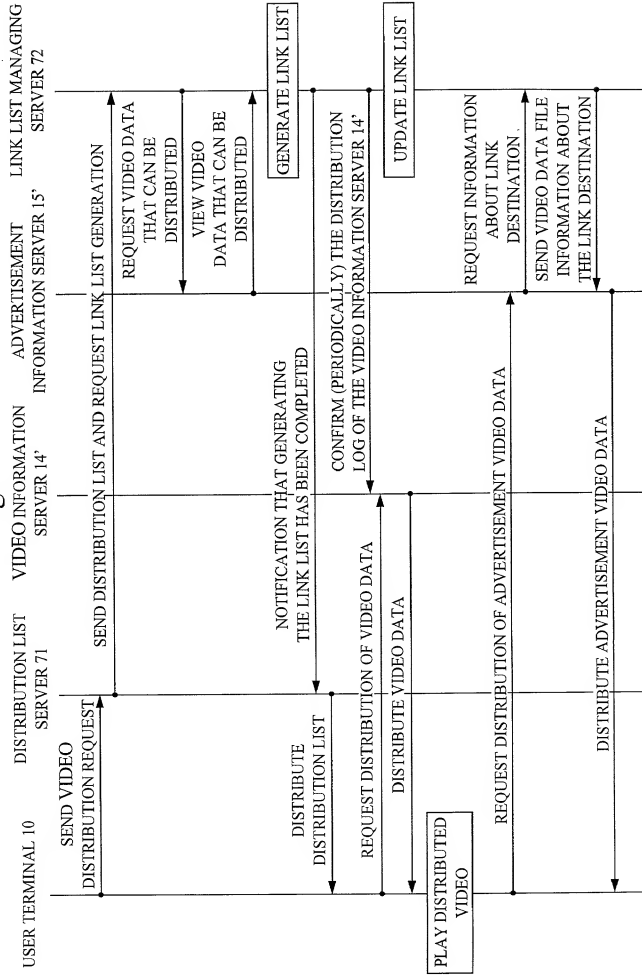 USER TERMINAL 10
DISTRIBUTION LIST
SERVER 71
VIDEO INFORMATION
SERVER 14’
ADVERTISEMENT
INFORMATION SERVER 15’
LINK LIST MANAGING
SERVER 72
SEND VIDEO
DISTRIBUTION REQUEST
SEND DISTRIBUTION LIST AND REQUEST LINK LIST GENERATION
REQUEST VIDEO DATA
THAT CAN BE
DISTRIBUTED
VIEW VIDEO
DATA THAT CAN BE
DISTRIBUTED
GENERATE LINK LIST
NOTIFICATION THAT GENERATING
THE LINK LIST HAS BEEN COMPLETED
DISTRIBUTE
DISTRIBUTION LIST
CONFIRM (PERIODICALLY) THE DISTRIBUTION
LOG OF THE VIDEO INFORMATION SERVER 14’
UPDATE LINK LIST
REQUEST DISTRIBUTION OF VIDEO DATA
DISTRIBUTE VIDEO DATA
PLAY DISTRIBUTED
VIDEO
REQUEST DISTRIBUTION OF ADVERTISEMENT VIDEO DATA
REQUEST INFORMATION
ABOUT LINK
DESTINATION
SEND VIDEO DATA FILE
INFORMATION ABOUT
THE LINK DESTINATION
DISTRIBUTE ADVERTISEMENT VIDEO DATA